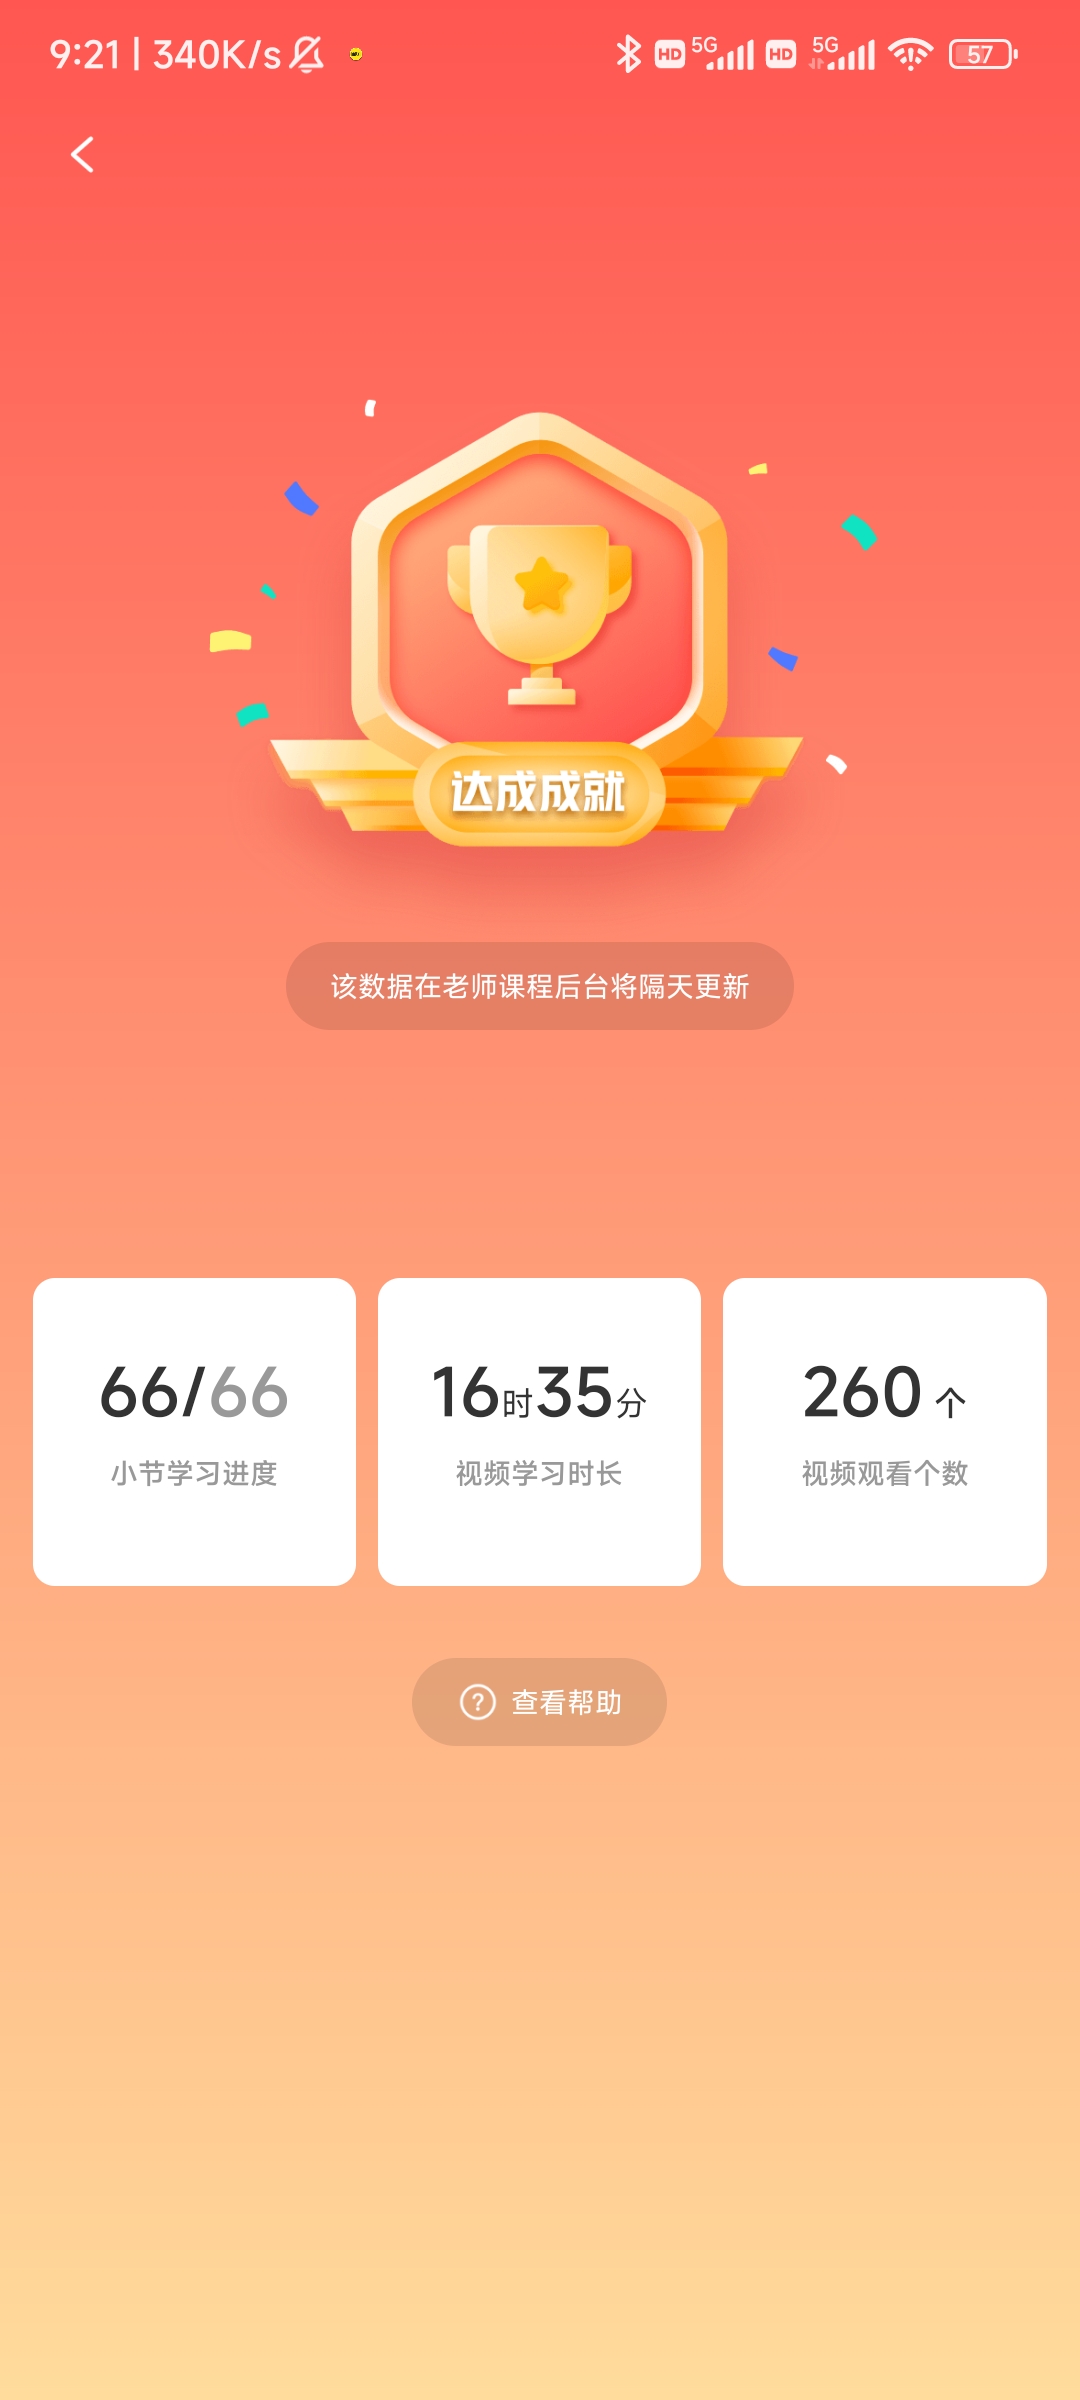 9:21 | 340K/s
HD 5G HD 5G 57
达成成就
该数据在老师课程后台将隔天更新
66/66
小节学习进度
16时35分
视频学习时长
260 个
视频观看个数
? 查看帮助